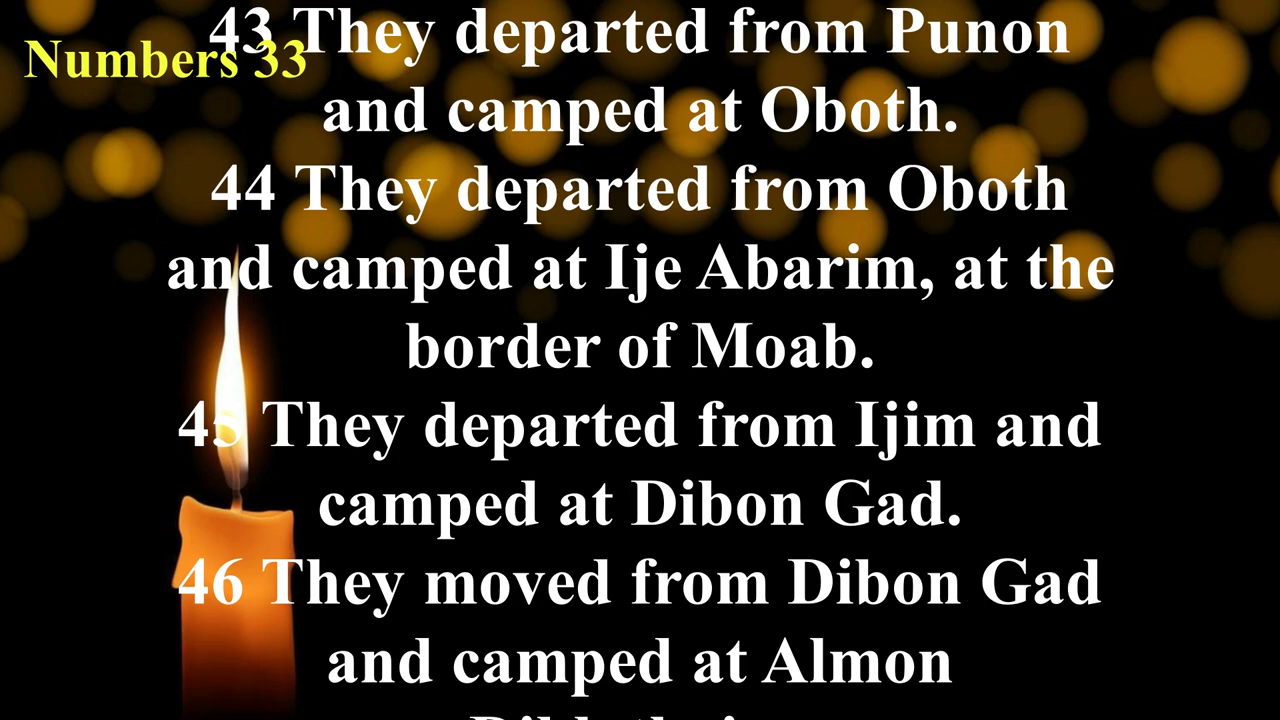 Numbers 33
43 They departed from Punon
and camped at Oboth.
44 They departed from Oboth
and camped at Ije Abarim, at the
border of Moab.
45 They departed from Ijim and
camped at Dibon Gad.
46 They moved from Dibon Gad
and camped at Almon